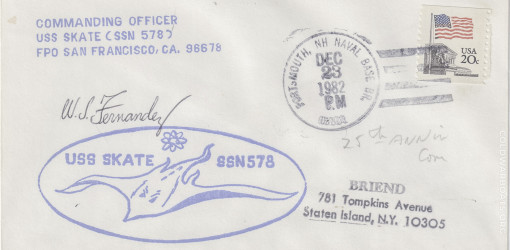 COMMANDING OFFICER
USS SKATE (SSN 578)
FPO SAN FRANCISCO, CA. 96678
PORTSMOUTH, NH NAVAL BASE BR.
DEC
23
1982
PM
03801
USA
20c
W.S. Fernandez
25th ANNIV
Com
USS SKATE SSN578
BRIEND
781 Tompkins Avenue
Staten Island, N.Y. 10305